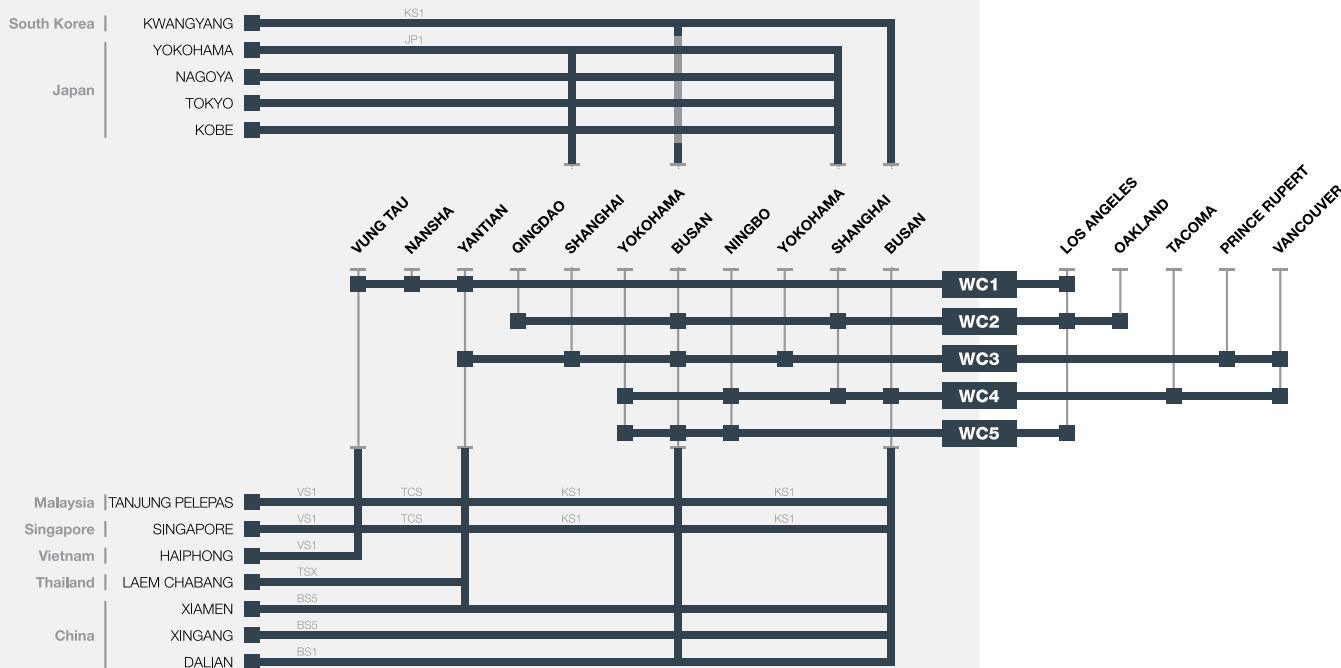 South Korea KWANGYANG KS1
YOKOHAMA JP1
NAGOYA
Japan
TOKYO
KOBE
VUNG TAU
NANSHA
YANTIAN
QINGDAO
SHANGHAI
YOKOHAMA
BUSAN
NINGBO
YOKOHAMA
SHANGHAI
BUSAN
LOS ANGELES
OAKLAND
TACOMA
PRINCE RUPERT
VANCOUVER
WC1
WC2
WC3
WC4
WC5
Malaysia TANJUNG PELEPAS VS1 TCS KS1 KS1
Singapore SINGAPORE VS1 TCS KS1 KS1
Vietnam HAIPHONG VS1
Thailand LAEM CHABANG TSX
XIAMEN BS5
China XINGANG BS5
DALIAN BS1